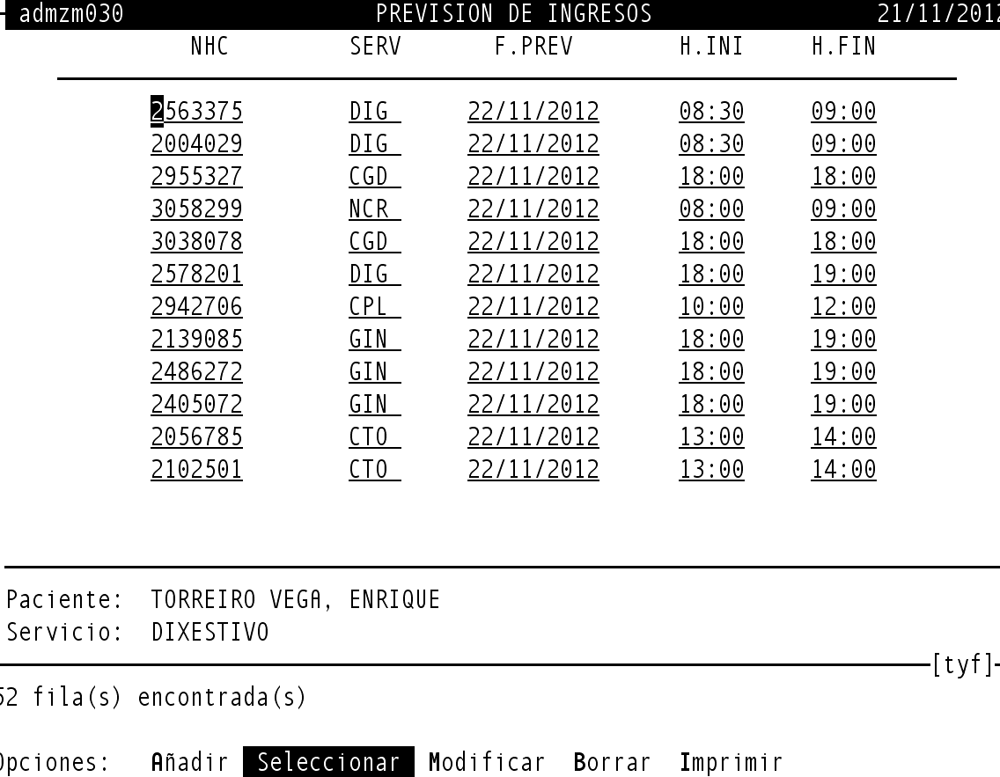 admzm030 PREVISION DE INGRESOS 21/11/2012
NHC SERV F.PREV H.INI H.FIN
2563375 DIG 22/11/2012 08:30 09:00
2004029 DIG 22/11/2012 08:30 09:00
2955327 CGD 22/11/2012 18:00 18:00
3058299 NCR 22/11/2012 08:00 09:00
3038078 CGD 22/11/2012 18:00 18:00
2578201 DIG 22/11/2012 18:00 19:00
2942706 CPL 22/11/2012 10:00 12:00
2139085 GIN 22/11/2012 18:00 19:00
2486272 GIN 22/11/2012 18:00 19:00
2405072 GIN 22/11/2012 18:00 19:00
2056785 CTO 22/11/2012 13:00 14:00
2102501 CTO 22/11/2012 13:00 14:00
Paciente: TORREIRO VEGA, ENRIQUE
Servicio: DIXESTIVO
[tyf]
52 fila(s) encontrada(s)
Opciones: Añadir Seleccionar Modificar Borrar Imprimir